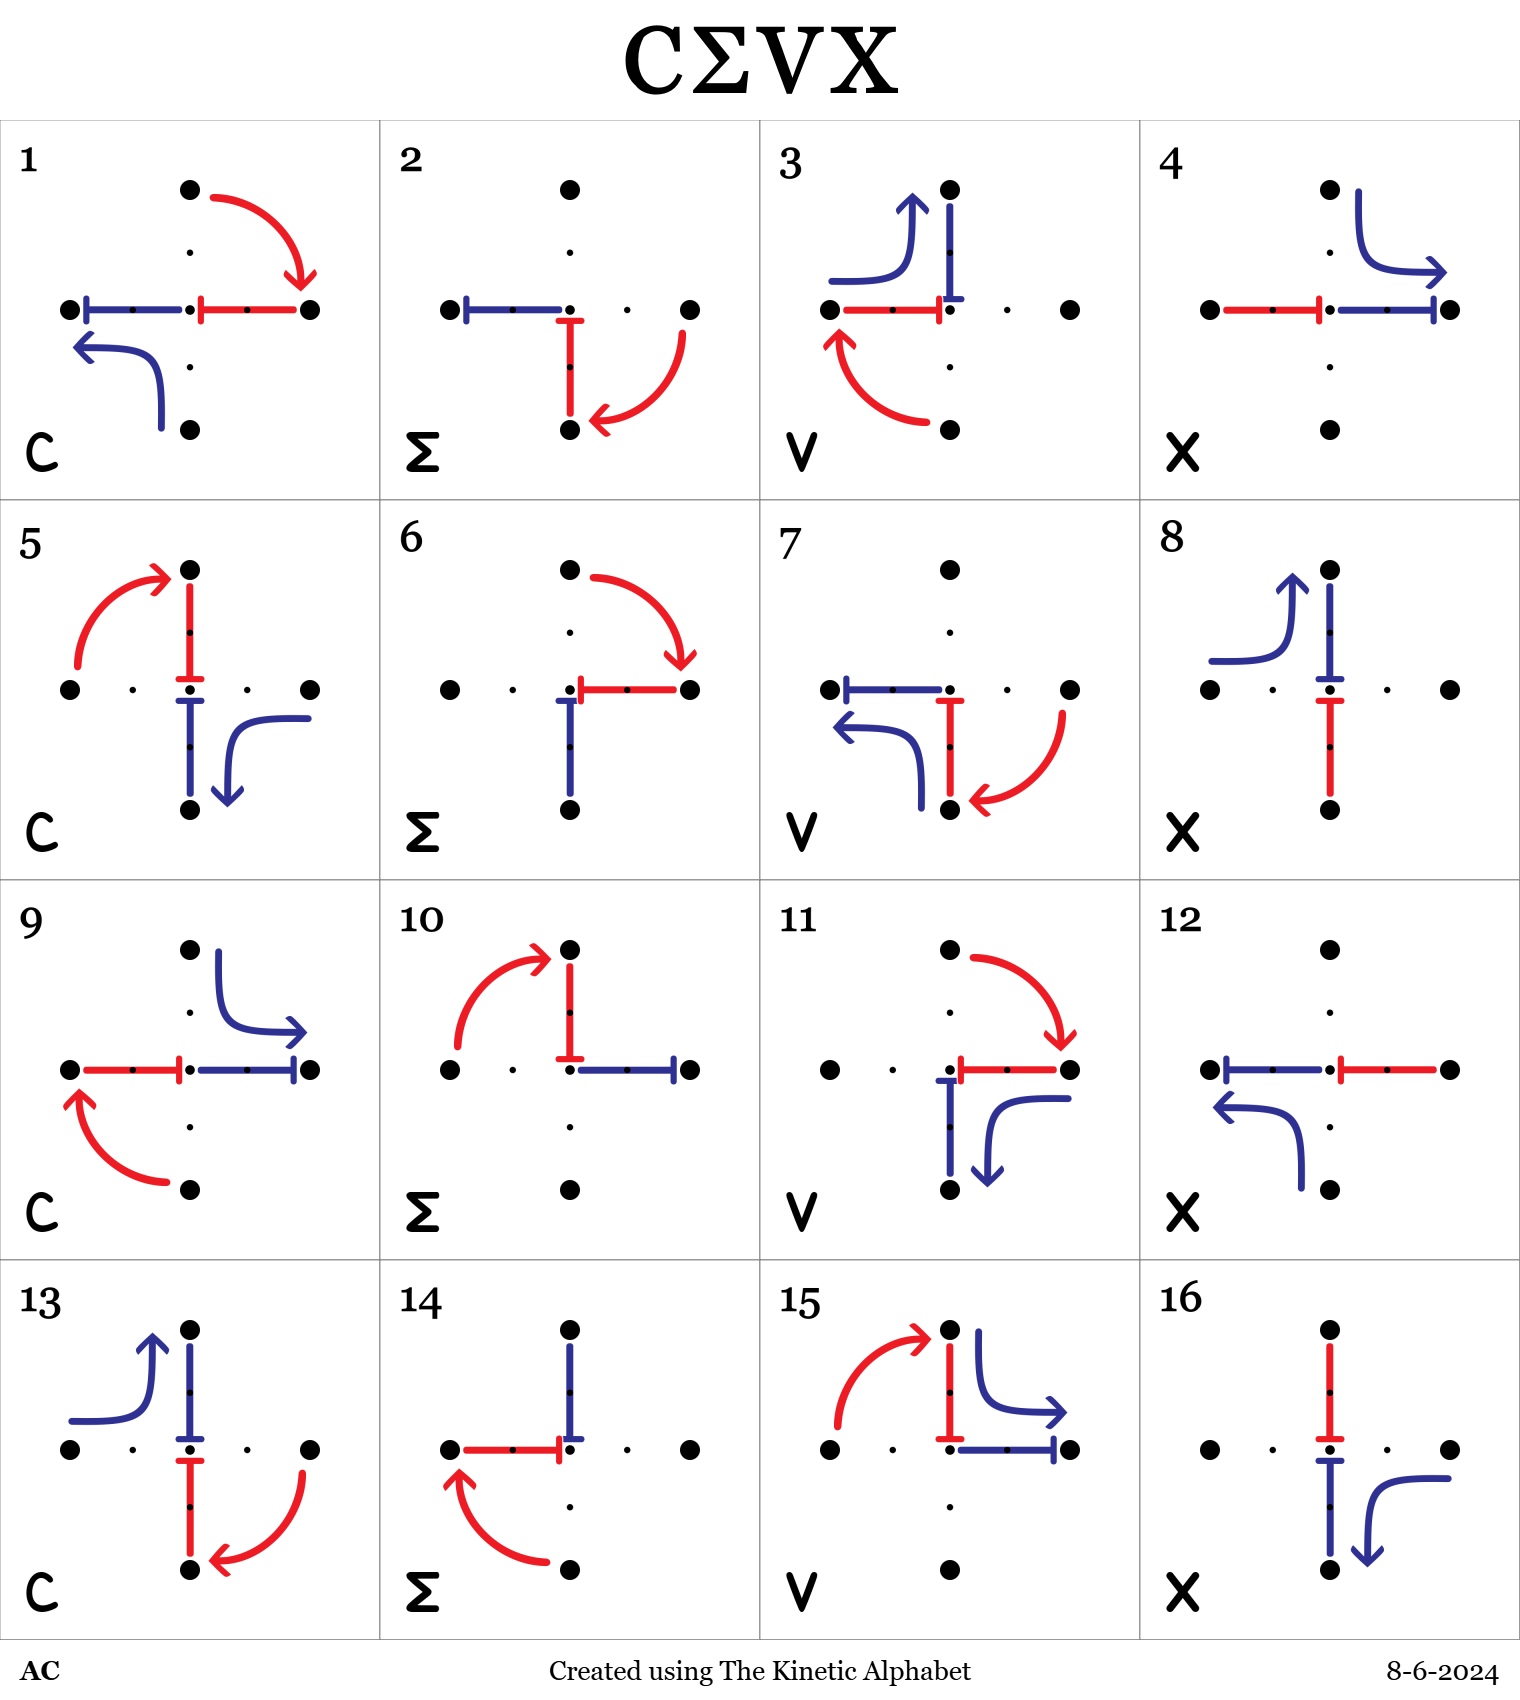 CΣVX
1 2 3 4
C Σ V X
5 6 7 8
C Σ V X
9 10 11 12
C Σ V X
13 14 15 16
C Σ V X
AC Created using The Kinetic Alphabet 8-6-2024